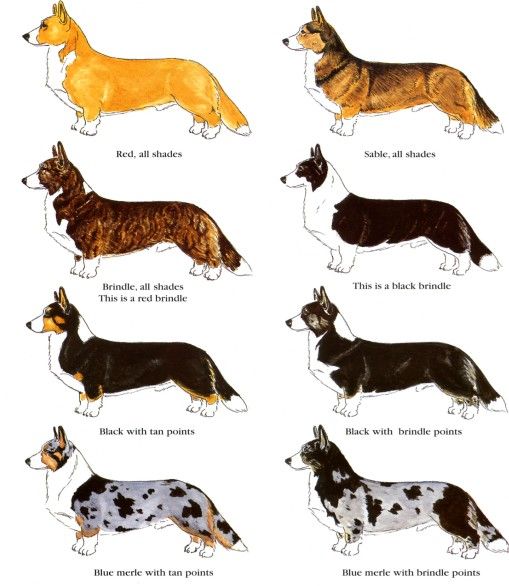 Red, all shades
Sable, all shades
Brindle, all shades
This is a red brindle
This is a black brindle
Black with tan points
Black with brindle points
Blue merle with tan points
Blue merle with brindle points